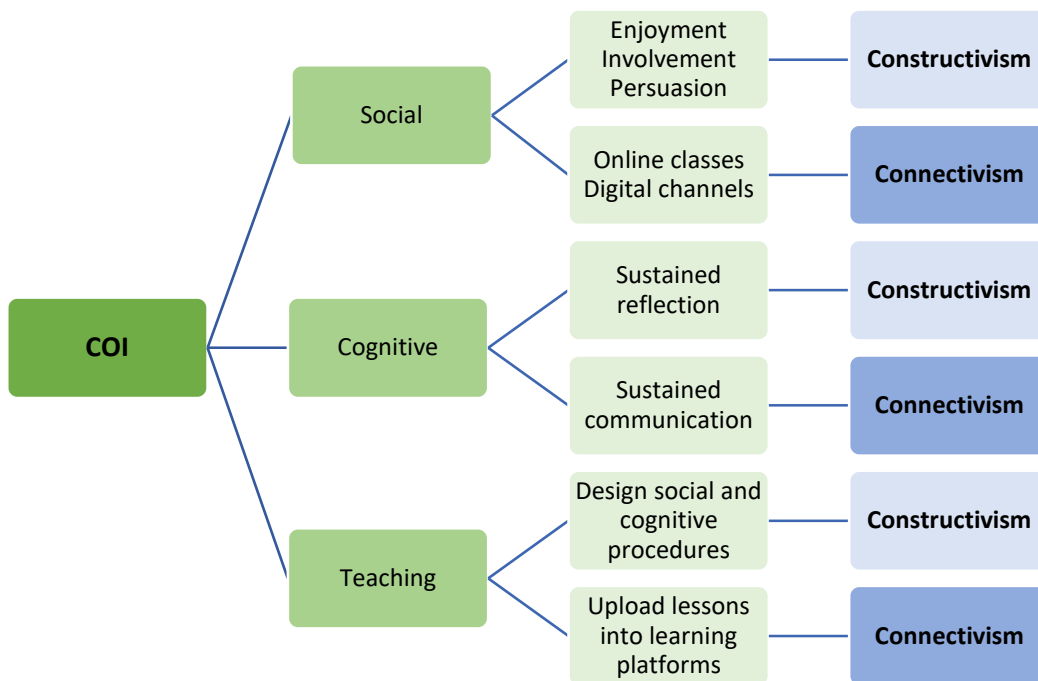 COI
Social
Enjoyment
Involvement
Persuasion
Constructivism
Online classes
Digital channels
Connectivism
Cognitive
Sustained
reflection
Constructivism
Sustained
communication
Connectivism
Teaching
Design social and
cognitive
procedures
Constructivism
Upload lessons
into learning
platforms
Connectivism